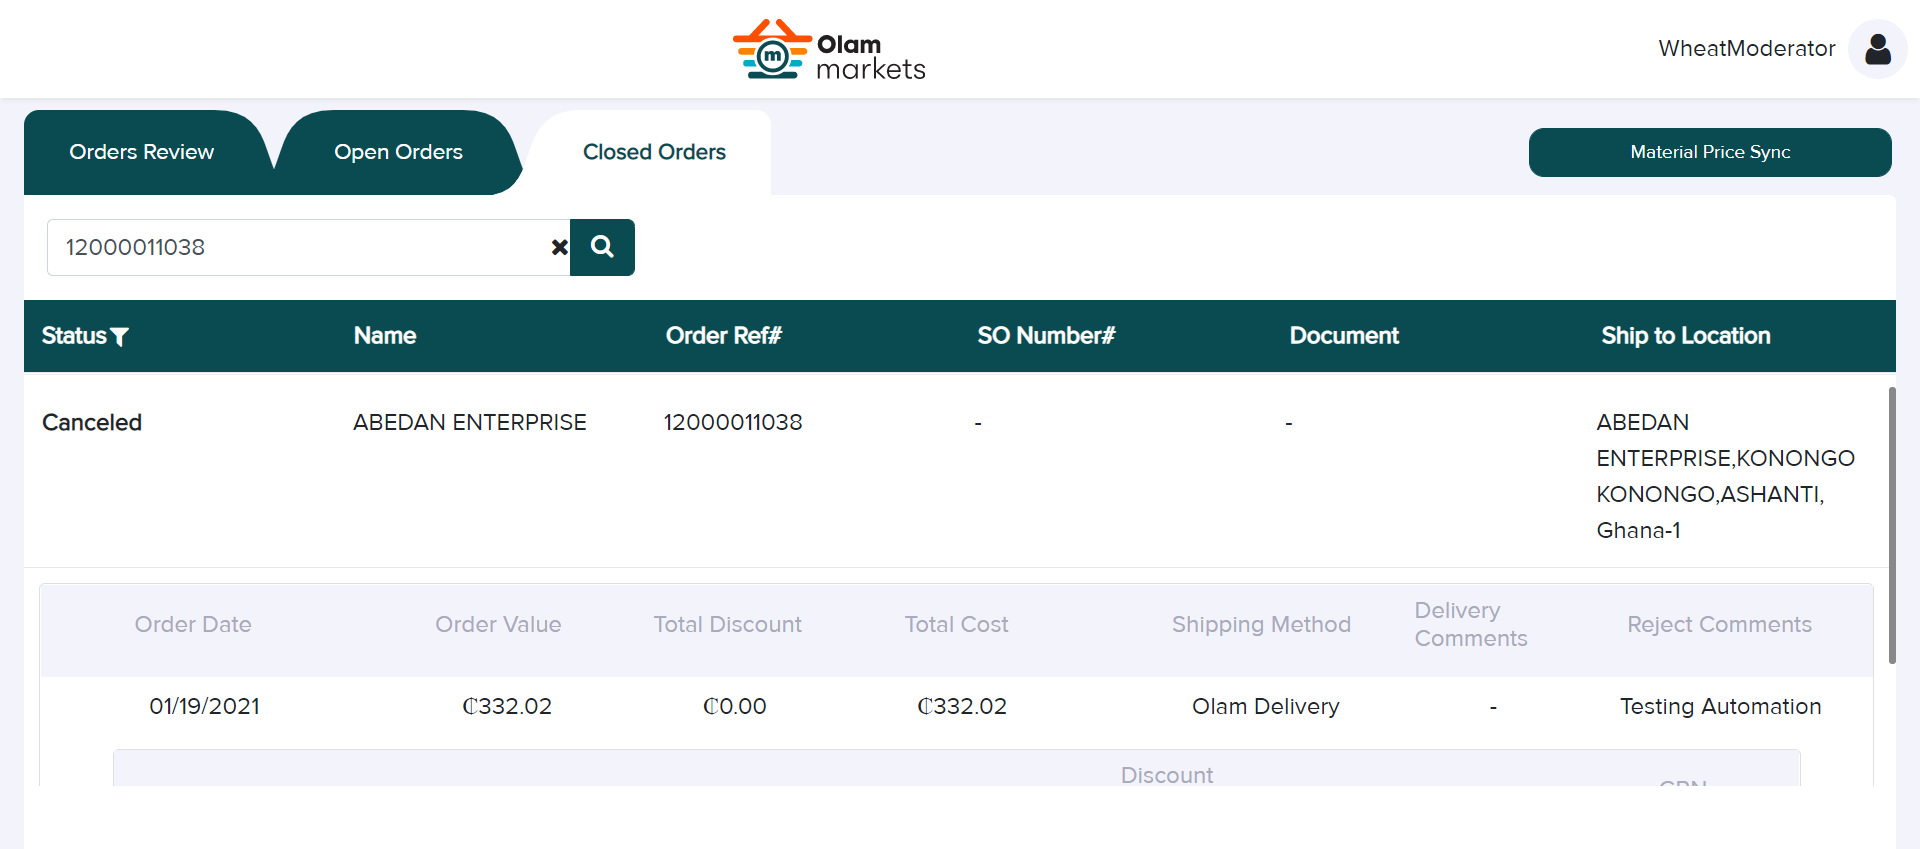 m
Olam
markets
WheatModerator
Orders Review
Open Orders
Closed Orders
Material Price Sync
12000011038
Status
Name
Order Ref#
SO Number#
Document
Ship to Location
Canceled
ABEDAN ENTERPRISE
12000011038
-
-
ABEDAN
ENTERPRISE,KONONGO
KONONGO,ASHANTI,
Ghana-1
Order Date
Order Value
Total Discount
Total Cost
Shipping Method
Delivery
Comments
Reject Comments
01/19/2021
₵332.02
₵0.00
₵332.02
Olam Delivery
-
Testing Automation
Discount